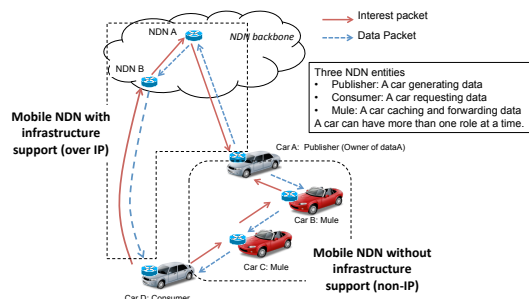 Interest packet
Data Packet
NDN A
NDN backbone
NDN B
Three NDN entities
• Publisher: A car generating data
• Consumer: A car requesting data
• Mule: A car caching and forwarding data
A car can have more than one role at a time.
Mobile NDN with
infrastructure
support (over IP)
Car A: Publisher (Owner of dataA)
Car B: Mule
Car C: Mule
Mobile NDN without
infrastructure
support (non-IP)
Car D: Consumer